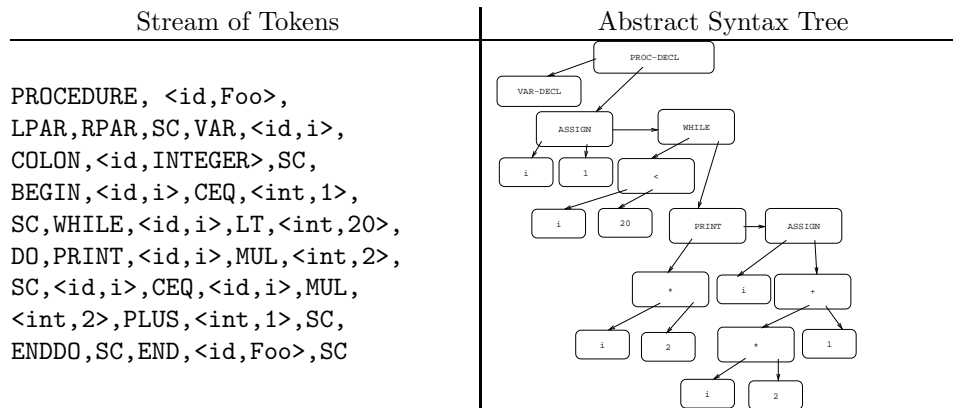 Stream of Tokens
Abstract Syntax Tree
PROCEDURE, <id,Foo>,
LPAR,RPAR,SC,VAR,<id,i>,
COLON,<id,INTEGER>,SC,
BEGIN,<id,i>,CEQ,<int,1>,
SC,WHILE,<id,i>,LT,<int,20>,
DO,PRINT,<id,i>,MUL,<int,2>,
SC,<id,i>,CEQ,<id,i>,MUL,
<int,2>,PLUS,<int,1>,SC,
ENDDO,SC,END,<id,Foo>,SC
PROC-DECL
VAR-DECL
ASSIGN
WHILE
i
1
<
i
20
PRINT
ASSIGN
*
i
+
i
2
*
1
i
2